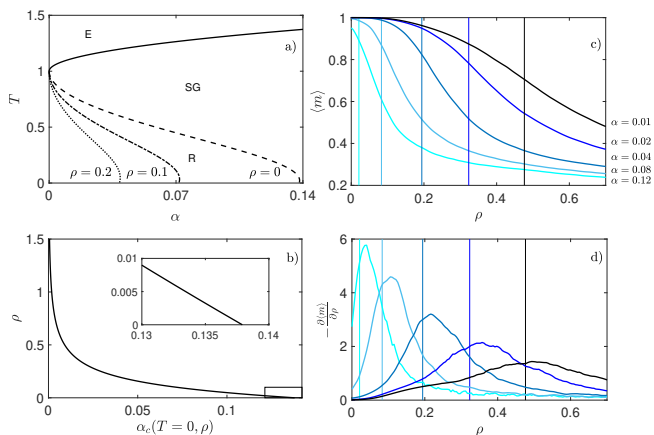 1.5
E
a)
1
T
SG
0.5
R
ρ = 0.2
ρ = 0.1
ρ = 0
0
0
0.07
0.14
α
1
c)
0.8
⟨m⟩
0.6
α = 0.01
α = 0.02
0.4
α = 0.04
α = 0.08
α = 0.12
0.2
0
0.2
0.4
0.6
ρ
1.5
b)
0.01
0.005
0
0.13
0.135
0.14
1
ρ
0.5
0
0
0.05
0.1
α_c(T = 0, ρ)
6
d)
4
−∂⟨m⟩/∂ρ
2
0
0
0.2
0.4
0.6
ρ